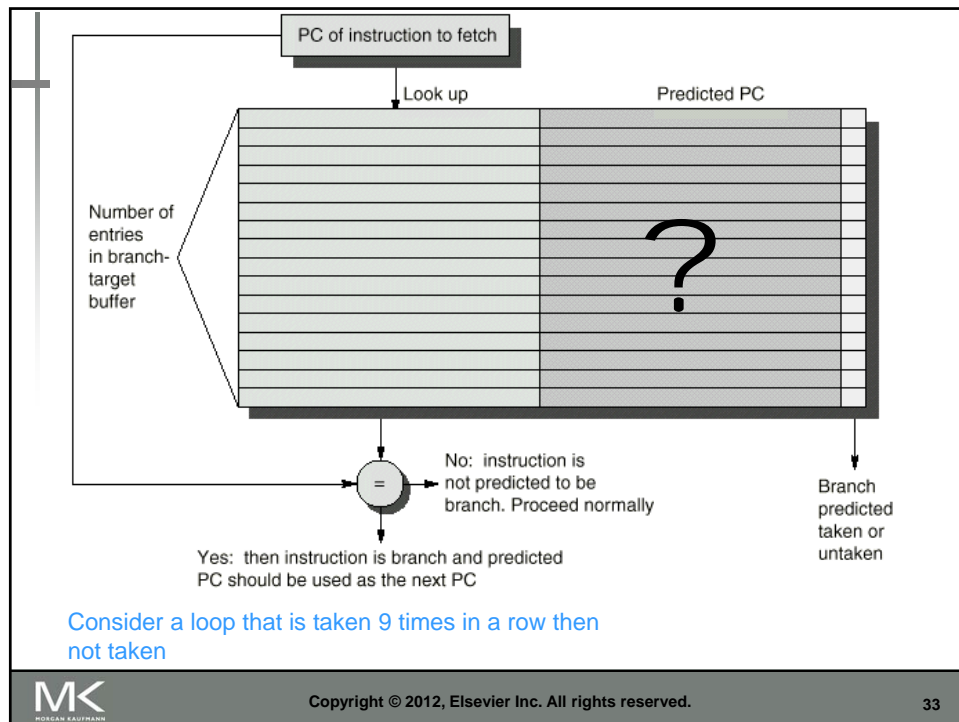 PC of instruction to fetch
Look up
Predicted PC
Number of
entries
in branch-
target
buffer
?
=
No: instruction is
not predicted to be
branch. Proceed normally
Branch
predicted
taken or
untaken
Yes: then instruction is branch and predicted
PC should be used as the next PC
Consider a loop that is taken 9 times in a row then
not taken
MK
MORGAN KAUFMANN
Copyright © 2012, Elsevier Inc. All rights reserved.
33